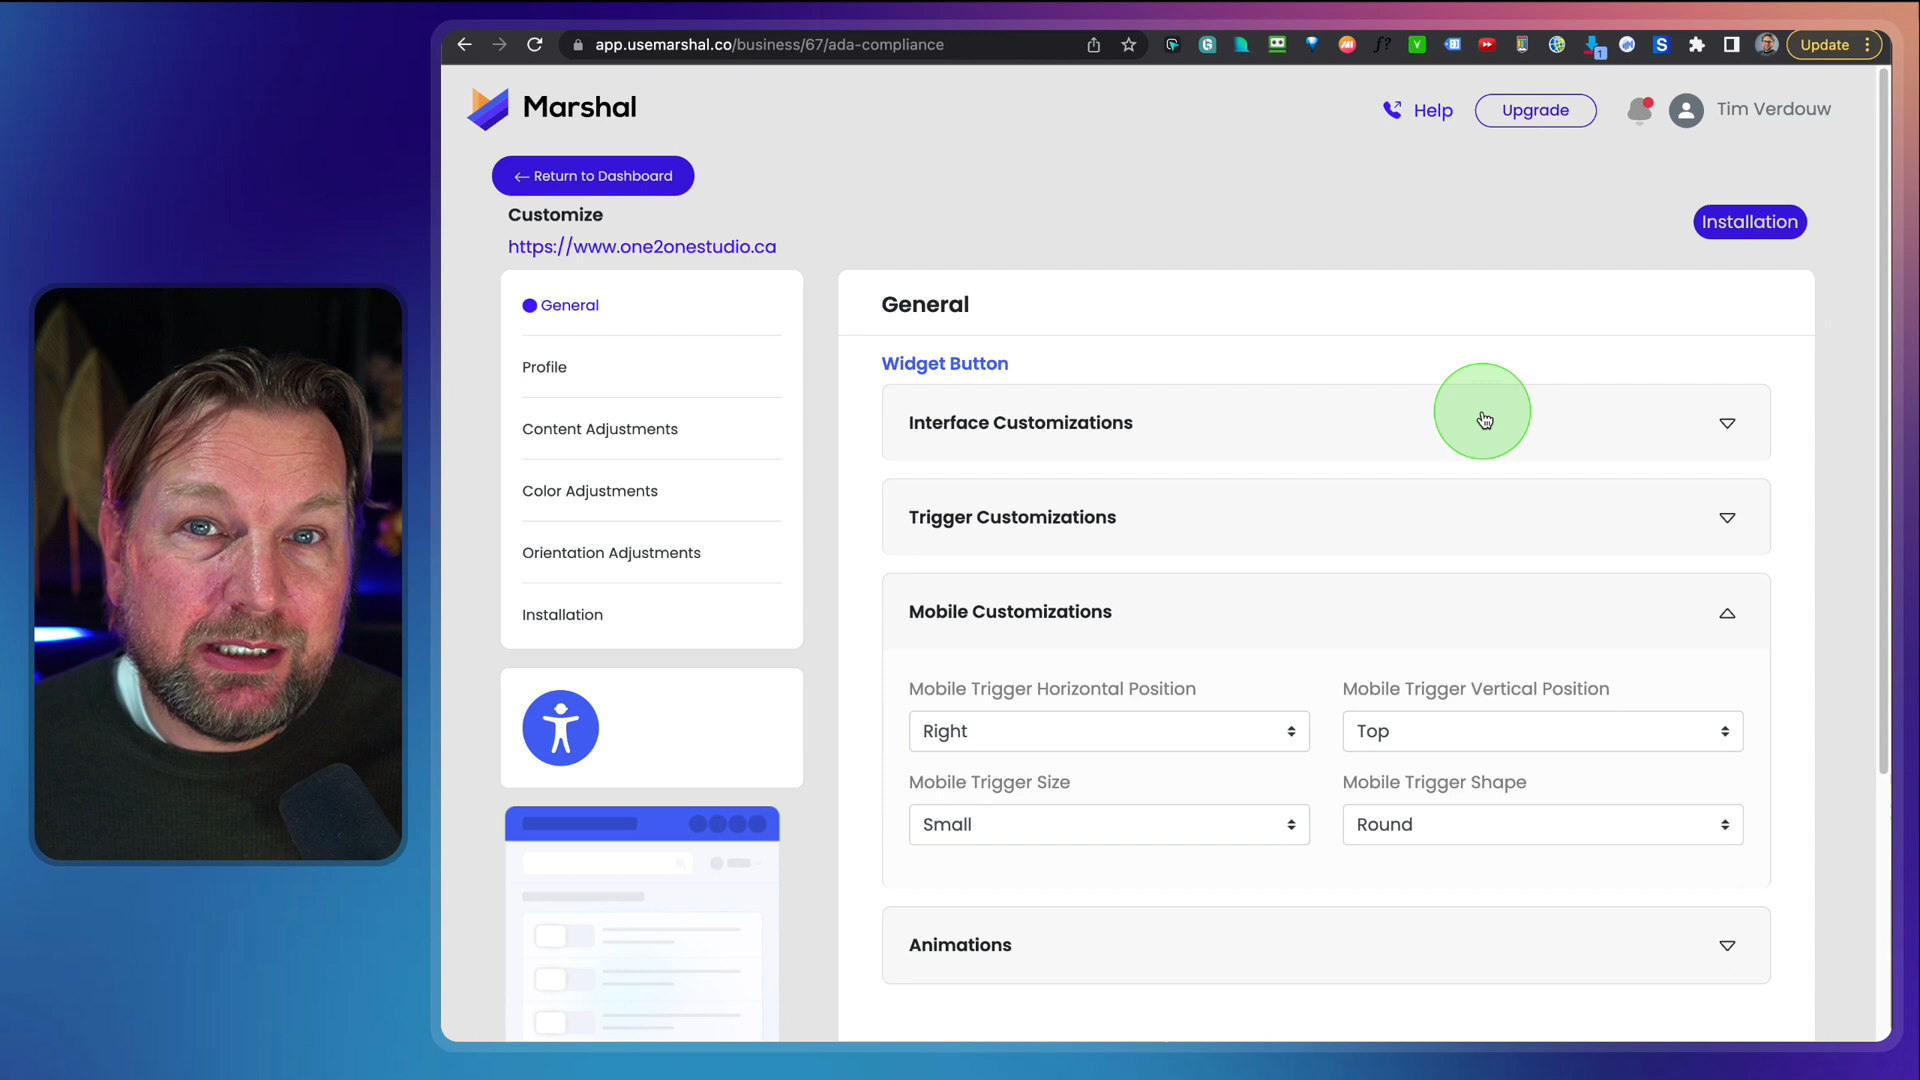 app.usemarshal.co/business/67/ada-compliance
Update
Marshal
Help
Upgrade
Tim Verdouw
← Return to Dashboard
Customize
https://www.one2onestudio.ca
Installation
General
Profile
Content Adjustments
Color Adjustments
Orientation Adjustments
Installation
General
Widget Button
Interface Customizations
Trigger Customizations
Mobile Customizations
Mobile Trigger Horizontal Position
Mobile Trigger Vertical Position
Right
Top
Mobile Trigger Size
Mobile Trigger Shape
Small
Round
Animations